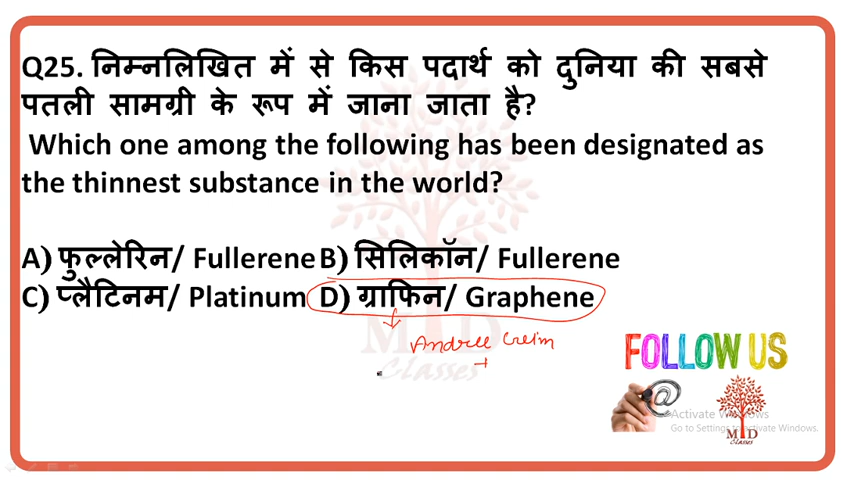 Q25. निम्नलिखित में से किस पदार्थ को दुनिया की सबसे
पतली सामग्री के रूप में जाना जाता है?
Which one among the following has been designated as
the thinnest substance in the world?
A) फुल्लेरिन/ Fullerene B) सिलिकॉन/ Fullerene
C) प्लैटिनम/ Platinum D) ग्राफिन/ Graphene
Andree Greim
+
M D
Classes
FOLLOW US
@
Activate Windows
Go to Settings to activate Windows.
M D
Classes